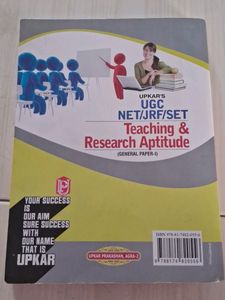 UPKAR'S
UGC
NET/JRF/SET
Teaching &
Research Aptitude
(GENERAL PAPER-I)
YOUR SUCCESS
IS
OUR AIM
SURE SUCCESS
WITH
OUR NAME
THAT IS
UPKAR
UPKAR PRAKASHAN, AGRA-2